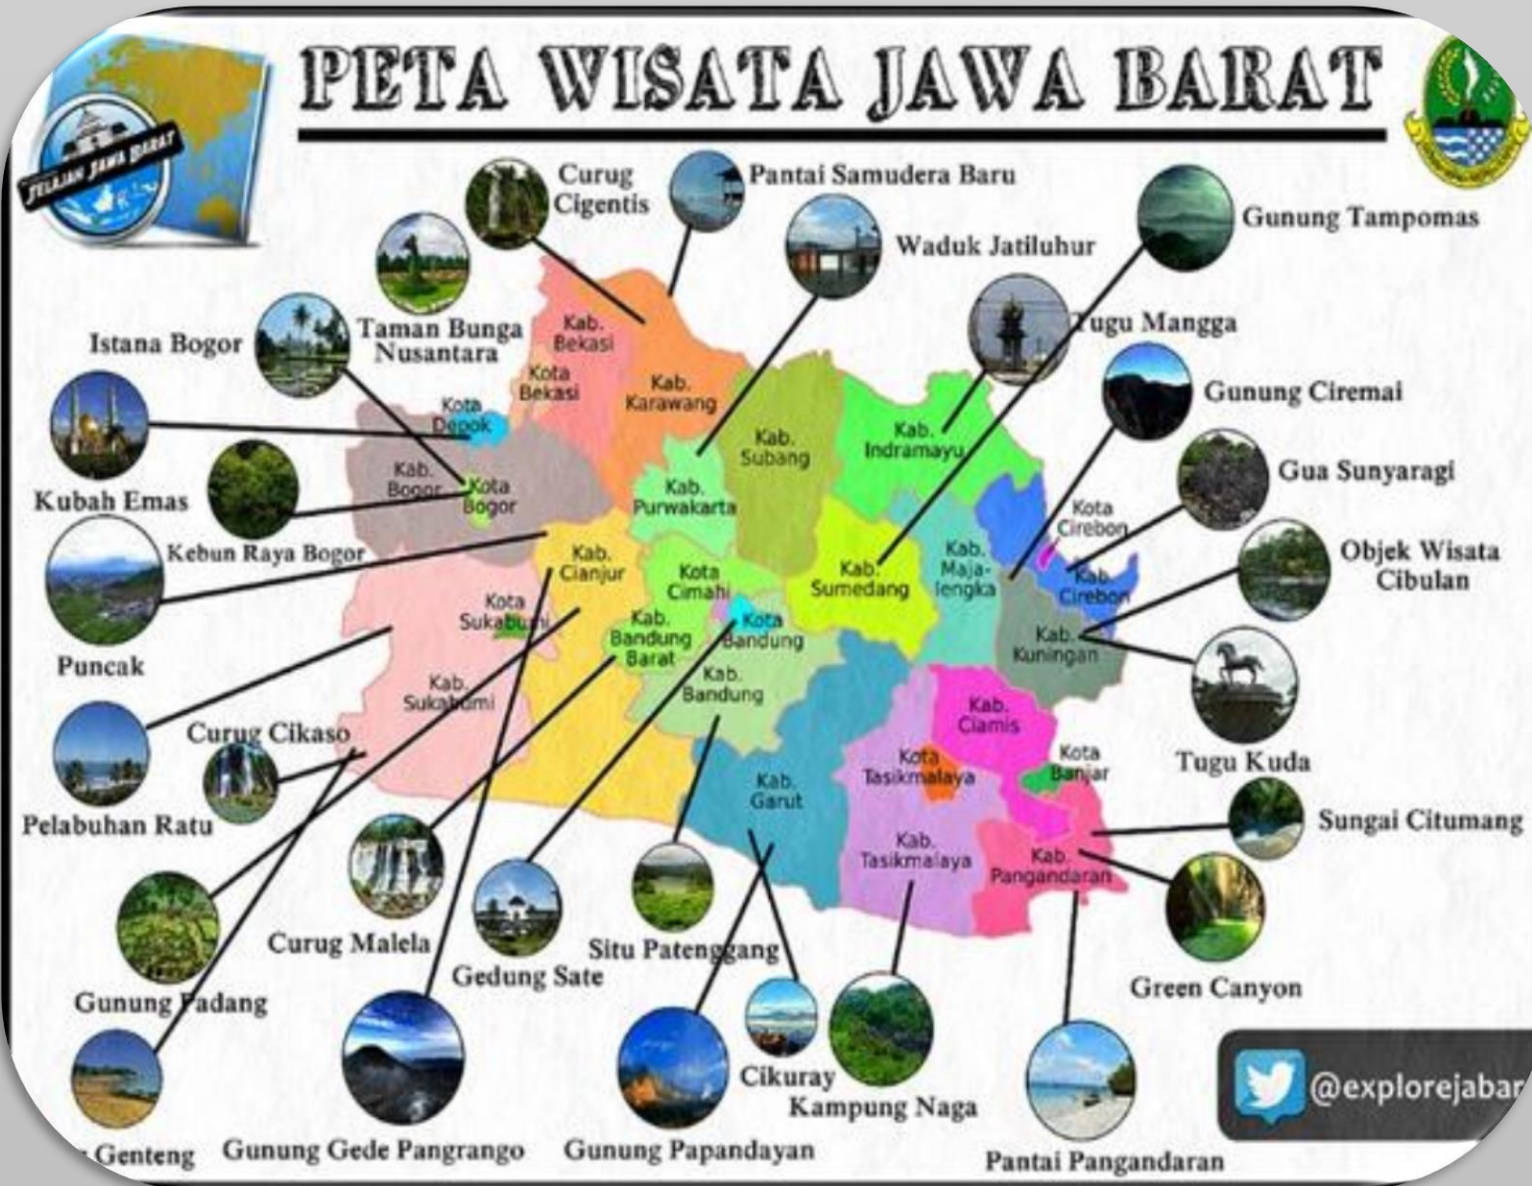 PETA WISATA JAWA BARAT
JELAJAH JAWA BARAT
Curug
Cigentis
Pantai Samudera Baru
Waduk Jatiluhur
Gunung Tampomas
Taman Bunga
Nusantara
Istana Bogor
Tugu Mangga
Gunung Ciremai
Gua Sunyaragi
Objek Wisata
Cibulan
Kubah Emas
Kebun Raya Bogor
Puncak
Tugu Kuda
Curug Cikaso
Pelabuhan Ratu
Sungai Citumang
Curug Malela
Gedung Sate
Situ Patenggang
Green Canyon
Gunung Padang
Cikuray
Kampung Naga
Genteng
Gunung Gede Pangrango
Gunung Papandayan
Pantai Pangandaran
Kab.
Bekasi
Kota
Bekasi
Kab.
Karawang
Kota
Depok
Kab.
Bogor
Kota
Bogor
Kab.
Purwakarta
Kab.
Subang
Kab.
Indramayu
Kota
Cirebon
Kab.
Cirebon
Kab.
Cianjur
Kota
Cimahi
Kab.
Sumedang
Kab.
Maja-
lengka
Kota
Sukabumi
Kab.
Bandung
Barat
Kota
Bandung
Kab.
Kuningan
Kab.
Sukabumi
Kab.
Bandung
Kab.
Ciamis
Kota
Tasikmalaya
Kota
Banjar
Kab.
Garut
Kab.
Tasikmalaya
Kab.
Pangandaran
@explorejabar